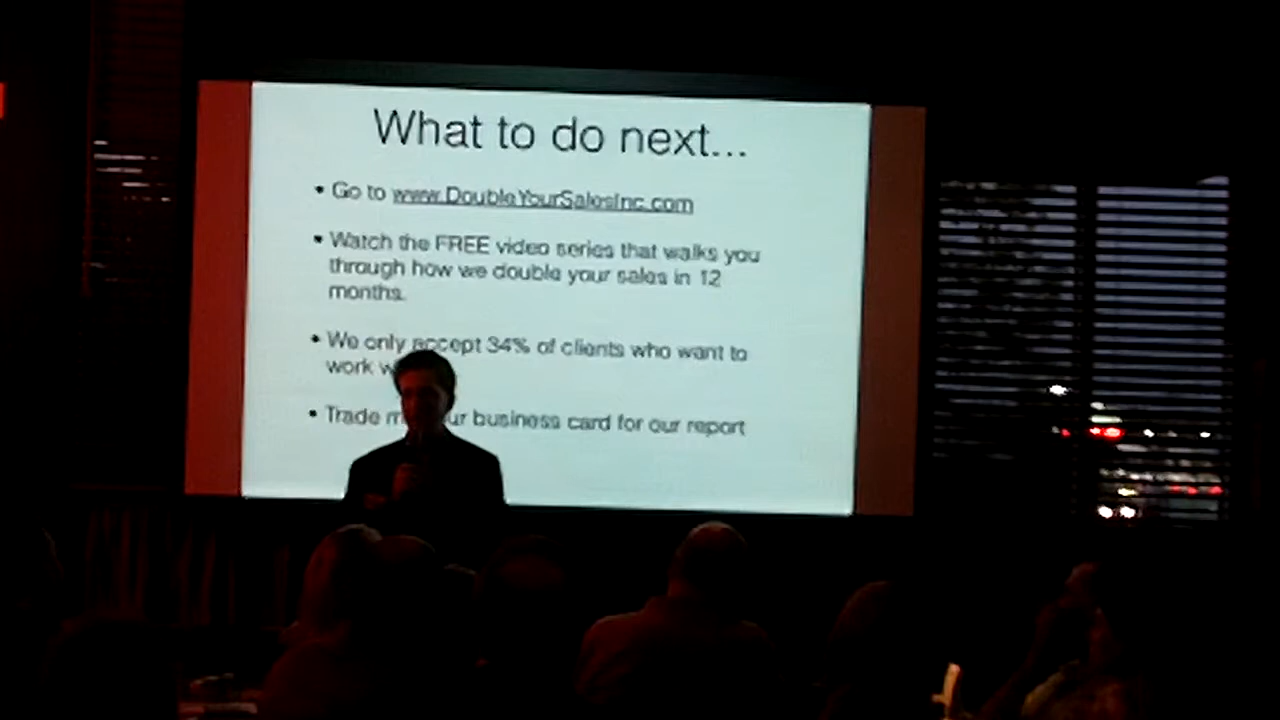 What to do next...
• Go to www.DoubleYourSalesInc.com
• Watch the FREE video series that walks you
through how we double your sales in 12
months.
• We only accept 34% of clients who want to
work
• Trade business card for our report